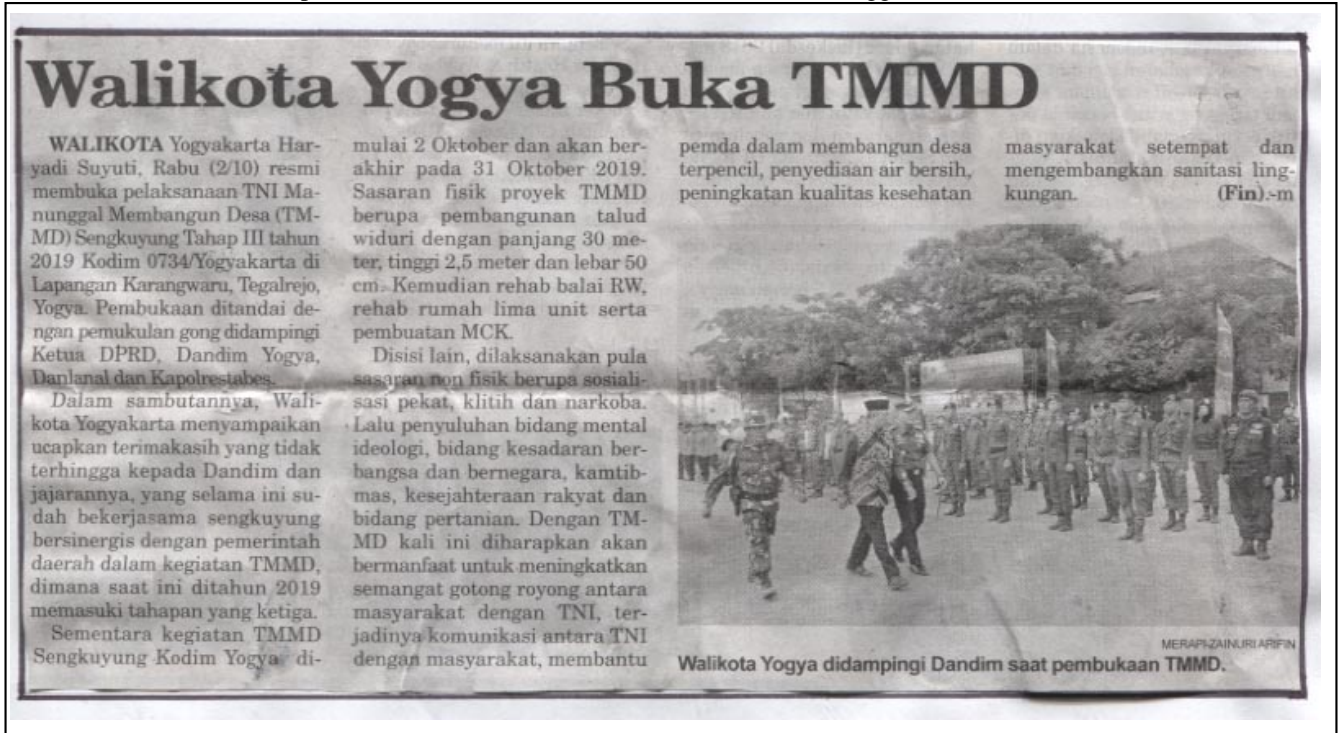 Walikota Yogya Buka TMMD
WALIKOTA Yogyakarta Har-
yadi Suyuti, Rabu (2/10) resmi
membuka pelaksanaan TNI Ma-
nunggal Membangun Desa (TM-
MD) Sengkuyung Tahap III tahun
2019 Kodim 0734/Yogyakarta di
Lapangan Karangwaru, Tegalrejo,
Yogya. Pembukaan ditandai de-
ngan pemukulan gong didampingi
Ketua DPRD, Dandim Yogya,
Danlanal dan Kapolrestabes.
Dalam sambutannya, Wali-
kota Yogyakarta menyampaikan
ucapkan terimakasih yang tidak
terhingga kepada Dandim dan
jajarannya, yang selama ini su-
dah bekerjasama sengkuyung
bersinergis dengan pemerintah
daerah dalam kegiatan TMMD,
dimana saat ini ditahun 2019
memasuki tahapan yang ketiga.
Sementara kegiatan TMMD
Sengkuyung Kodim Yogya di-
mulai 2 Oktober dan akan ber-
akhir pada 31 Oktober 2019.
Sasaran fisik proyek TMMD
berupa pembangunan talud
widuri dengan panjang 30 me-
ter, tinggi 2,5 meter dan lebar 50
cm. Kemudian rehab balai RW,
rehab rumah lima unit serta
pembuatan MCK.
Disisi lain, dilaksanakan pula
sasaran non fisik berupa sosiali-
sasi pekat, klitih dan narkoba.
Lalu penyuluhan bidang mental
ideologi, bidang kesadaran ber-
bangsa dan bernegara, kamtib-
mas, kesejahteraan rakyat dan
bidang pertanian. Dengan TM-
MD kali ini diharapkan akan
bermanfaat untuk meningkatkan
semangat gotong royong antara
masyarakat dengan TNI, ter-
jadinya komunikasi antara TNI
dengan masyarakat, membantu
pemda dalam membangun desa
terpencil, penyediaan air bersih,
peningkatan kualitas kesehatan
masyarakat setempat dan
mengembangkan sanitasi ling-
kungan. (Fin).-m
MERAPI-ZAINURI ARIFIN
Walikota Yogya didampingi Dandim saat pembukaan TMMD.